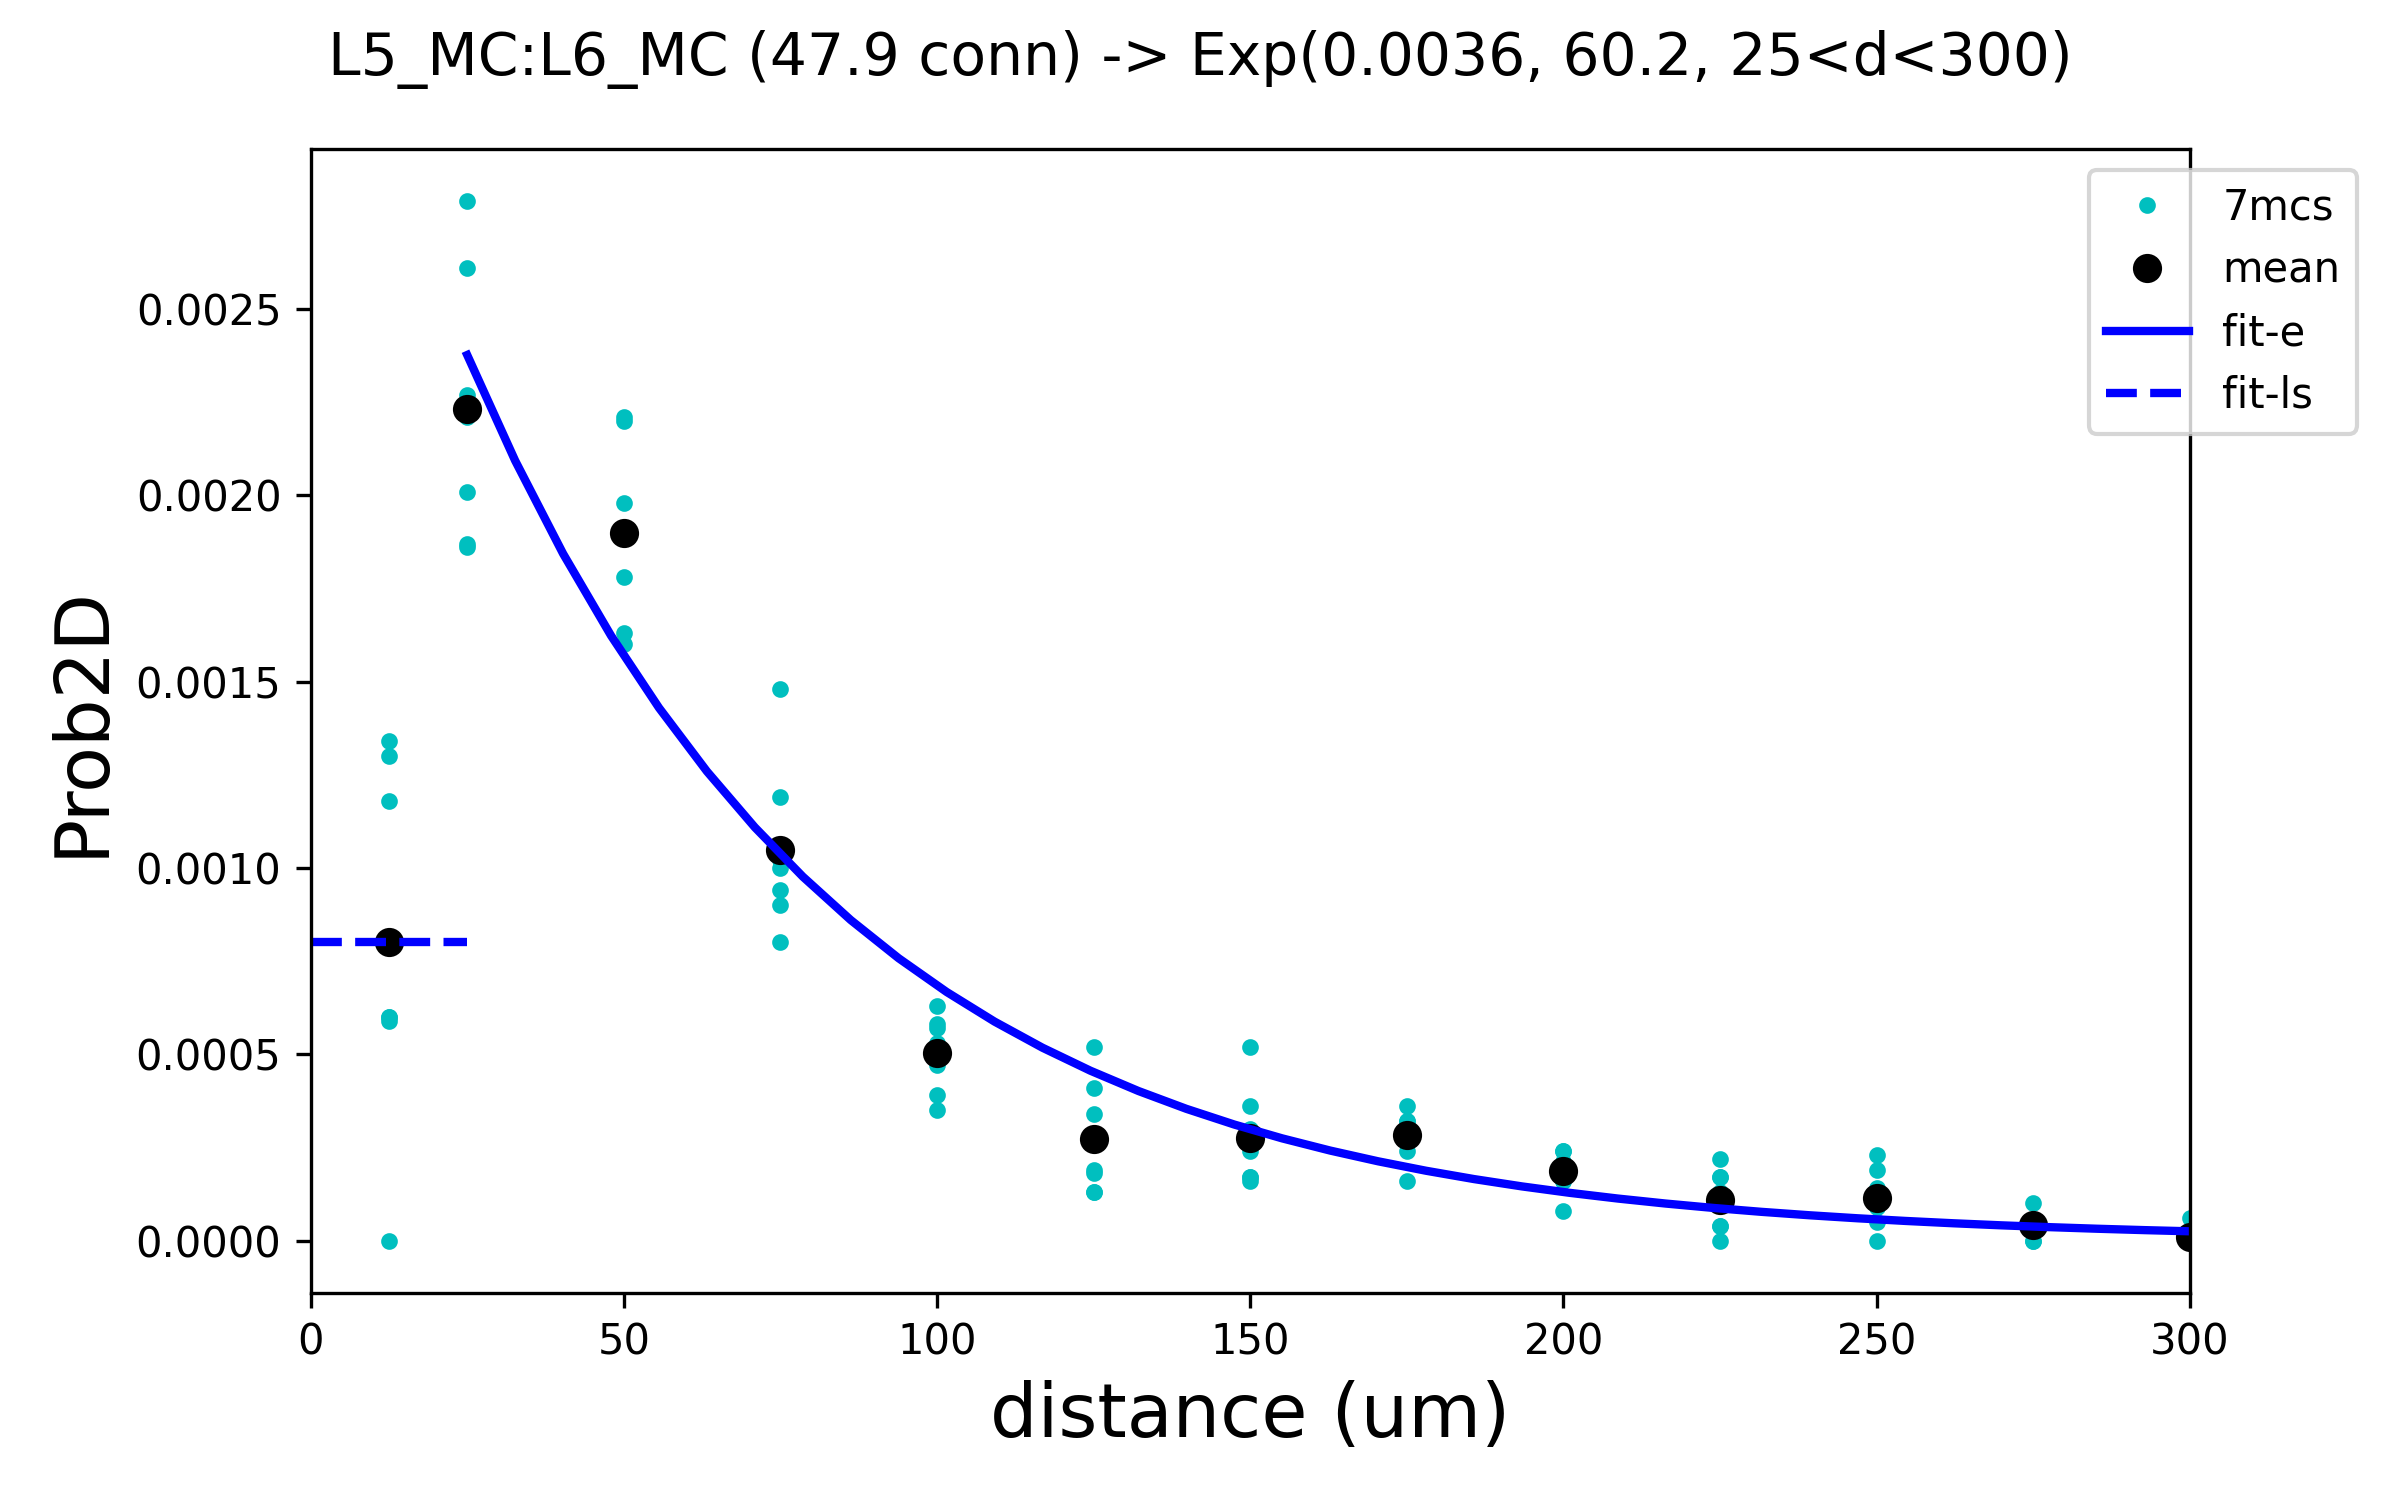 L5_MC:L6_MC (47.9 conn) -> Exp(0.0036, 60.2, 25<d<300)
7mcs
mean
fit-e
fit-ls
Prob2D
0.0025
0.0020
0.0015
0.0010
0.0005
0.0000
0 50 100 150 200 250 300
distance (um)